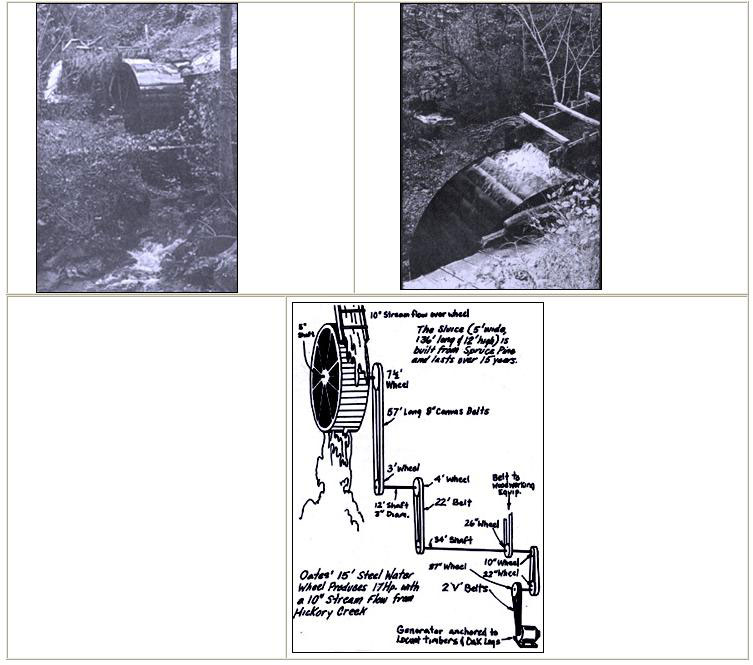 10" Stream flow over wheel
5"
Shaft
The Sluice (5' wide,
136' long & 12' high) is
built from Spruce Pine
and lasts over 15 years.
7½'
Wheel
57' Long 8" Canvas Belts
3' Wheel
4' Wheel
12' Shaft
3" Diam.
22' Belt
Belt to
Woodworking
Equip.
26" Wheel
34' Shaft
10" Wheel
37" Wheel
22" Wheel
2 'V' Belts
Oates' 15' Steel Water
Wheel Produces 17Hp. with
a 10" Stream Flow from
Hickory Creek
Generator anchored to
Locust timbers & Oak Logs